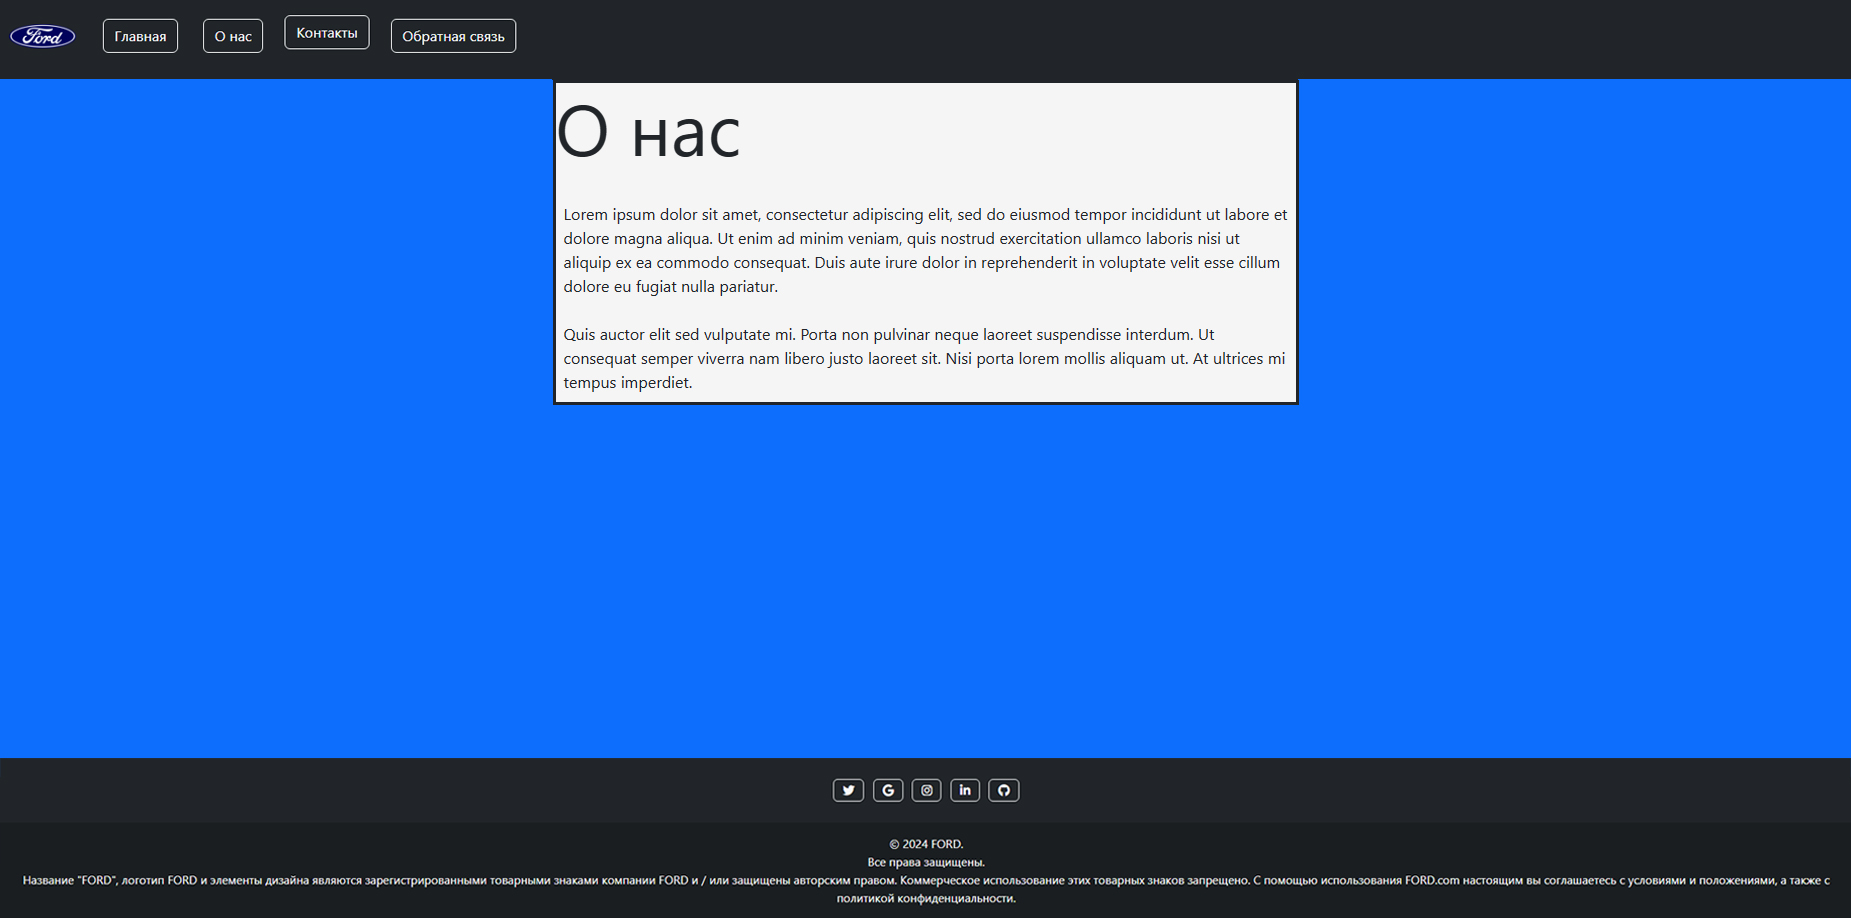 Ford
Главная
О нас
Контакты
Обратная связь
О нас
Lorem ipsum dolor sit amet, consectetur adipiscing elit, sed do eiusmod tempor incididunt ut labore et
dolore magna aliqua. Ut enim ad minim veniam, quis nostrud exercitation ullamco laboris nisi ut
aliquip ex ea commodo consequat. Duis aute irure dolor in reprehenderit in voluptate velit esse cillum
dolore eu fugiat nulla pariatur.
Quis auctor elit sed vulputate mi. Porta non pulvinar neque laoreet suspendisse interdum. Ut
consequat semper viverra nam libero justo laoreet sit. Nisi porta lorem mollis aliquam ut. At ultrices mi
tempus imperdiet.
© 2024 FORD.
Все права защищены.
Название "FORD", логотип FORD и элементы дизайна являются зарегистрированными товарными знаками компании FORD и / или защищены авторским правом. Коммерческое использование этих товарных знаков запрещено. С помощью использования FORD.com настоящим вы соглашаетесь с условиями и положениями, а также с
политикой конфиденциальности.